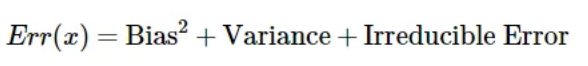 Err(x) = Bias² + Variance + Irreducible Error